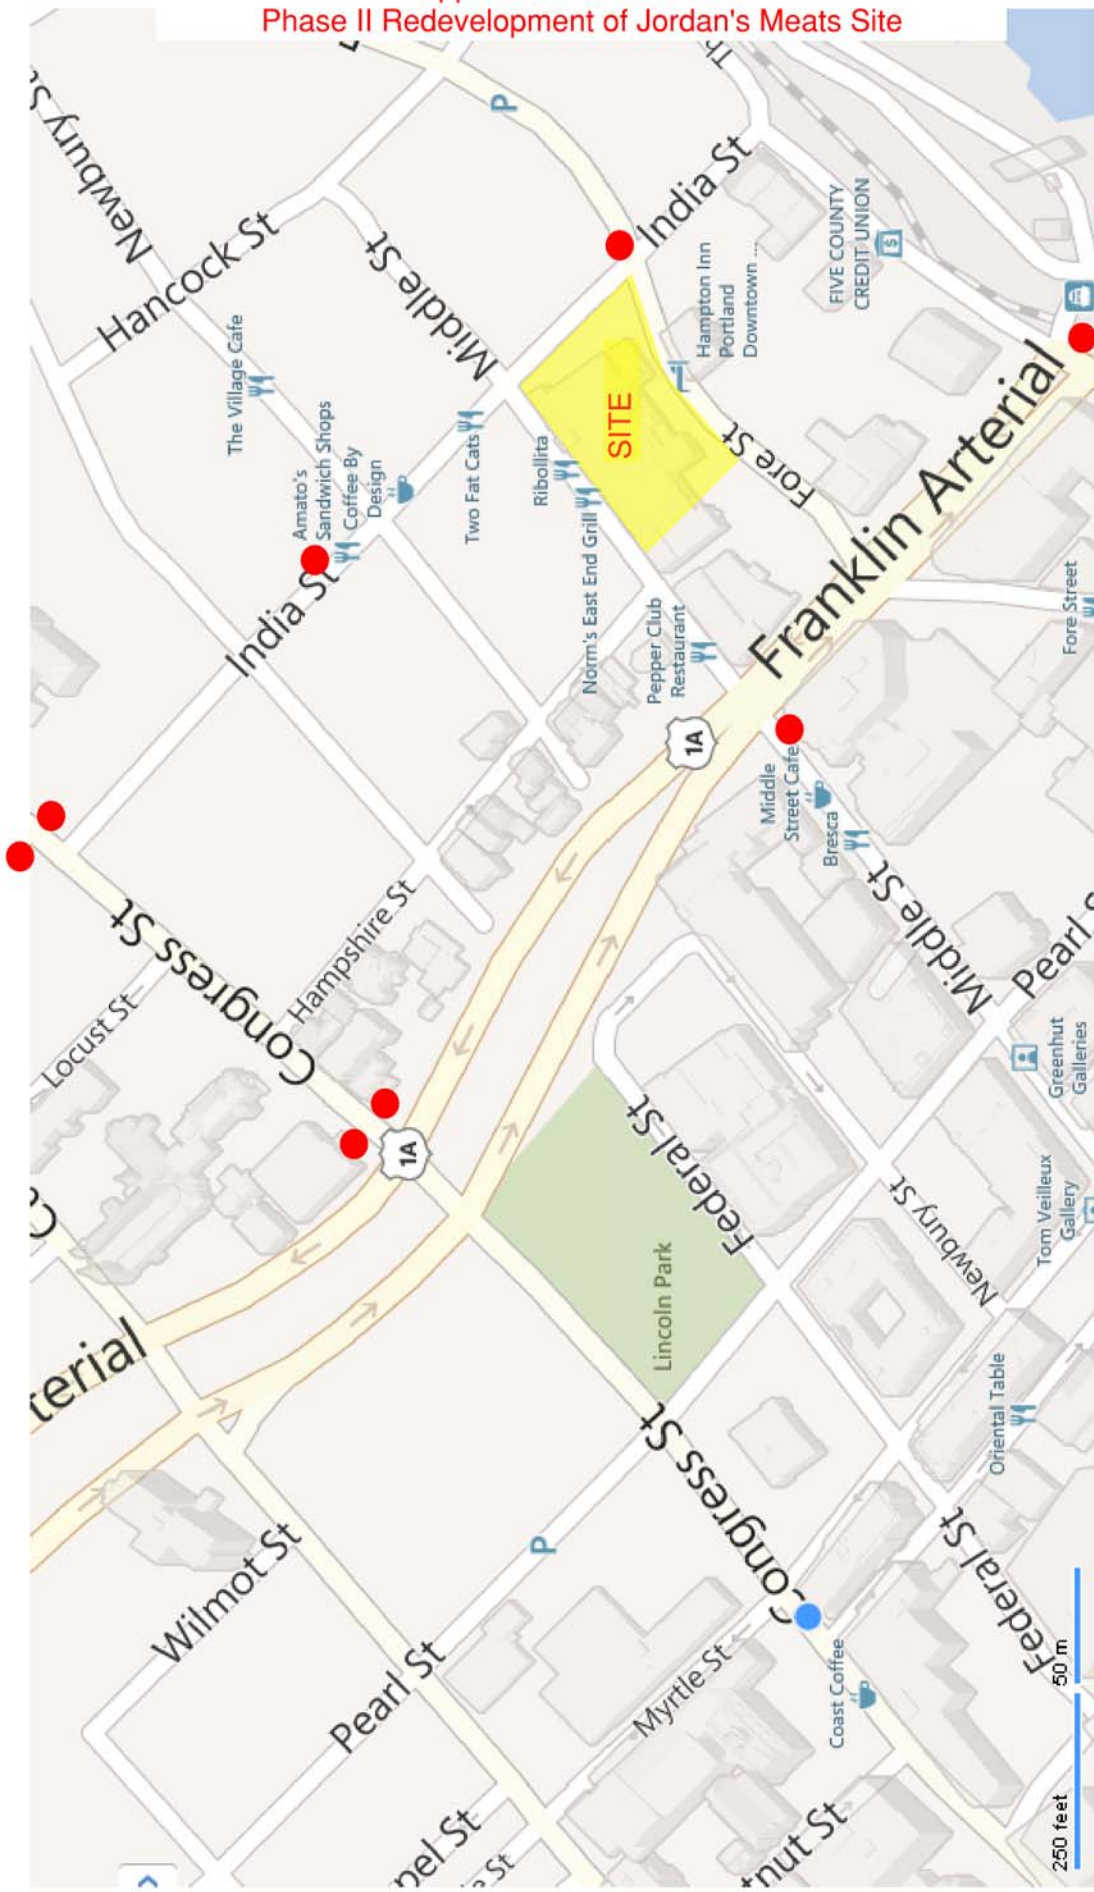 Phase II Redevelopment of Jordan's Meats Site
Newbury St
Hancock St
Middle St
P
India St
The Village Cafe
Amato's
Sandwich Shops
Coffee By
Design
Two Fat Cats
Ribollita
Norm's East End Grill
SITE
Hampton Inn
Portland
Downtown ...
FIVE COUNTY
CREDIT UNION
Fore St
Franklin Arterial
India St
Pepper Club
Restaurant
1A
Fore Street
Middle
Street Cafe
Bresca
Middle St
Pearl S
Congress St
Hampshire St
Locust St
1A
Federal St
Greenhut
Galleries
Tom Veilleux
Gallery
Newbury St
Lincoln Park
terial
Oriental Table
Congress St
Federal St
Wilmot St
P
Pearl St
Myrtle St
Coast Coffee
pel St
e St
tnut St
250 feet
50 m